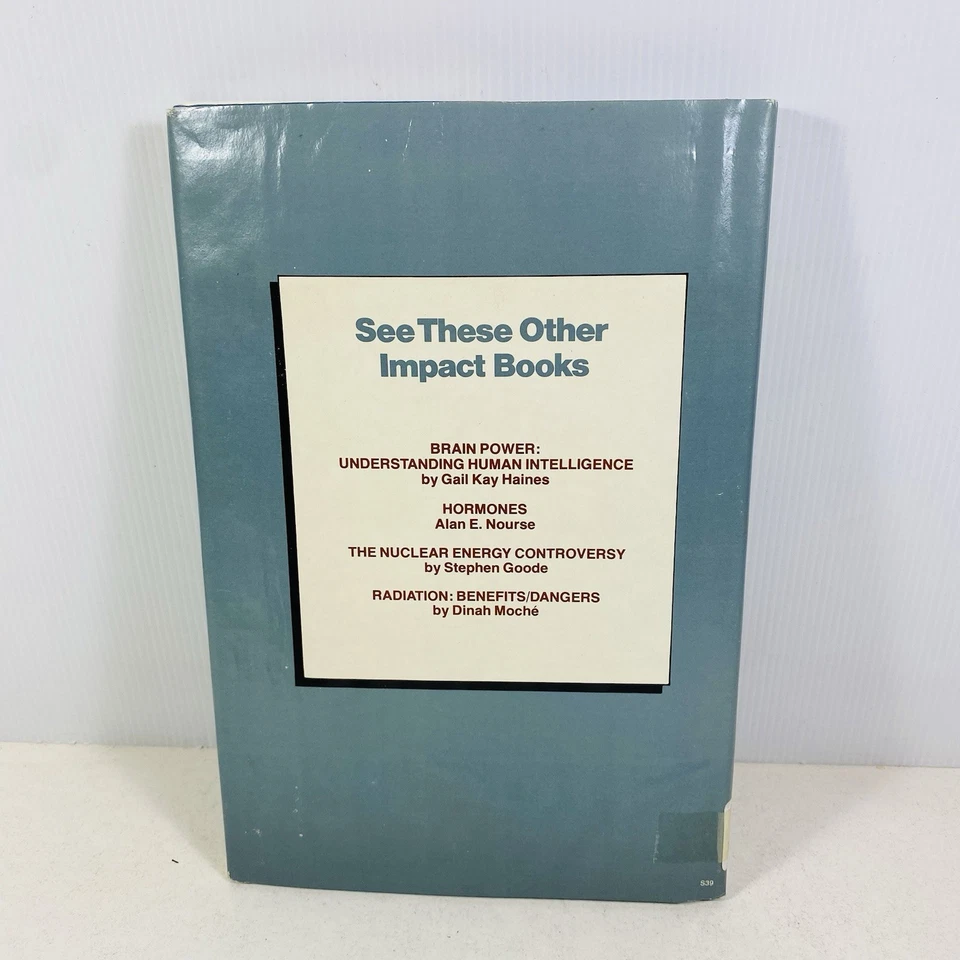 See These Other
Impact Books
BRAIN POWER:
UNDERSTANDING HUMAN INTELLIGENCE
by Gail Kay Haines
HORMONES
Alan E. Nourse
THE NUCLEAR ENERGY CONTROVERSY
by Stephen Goode
RADIATION: BENEFITS/DANGERS
by Dinah Moché
S39